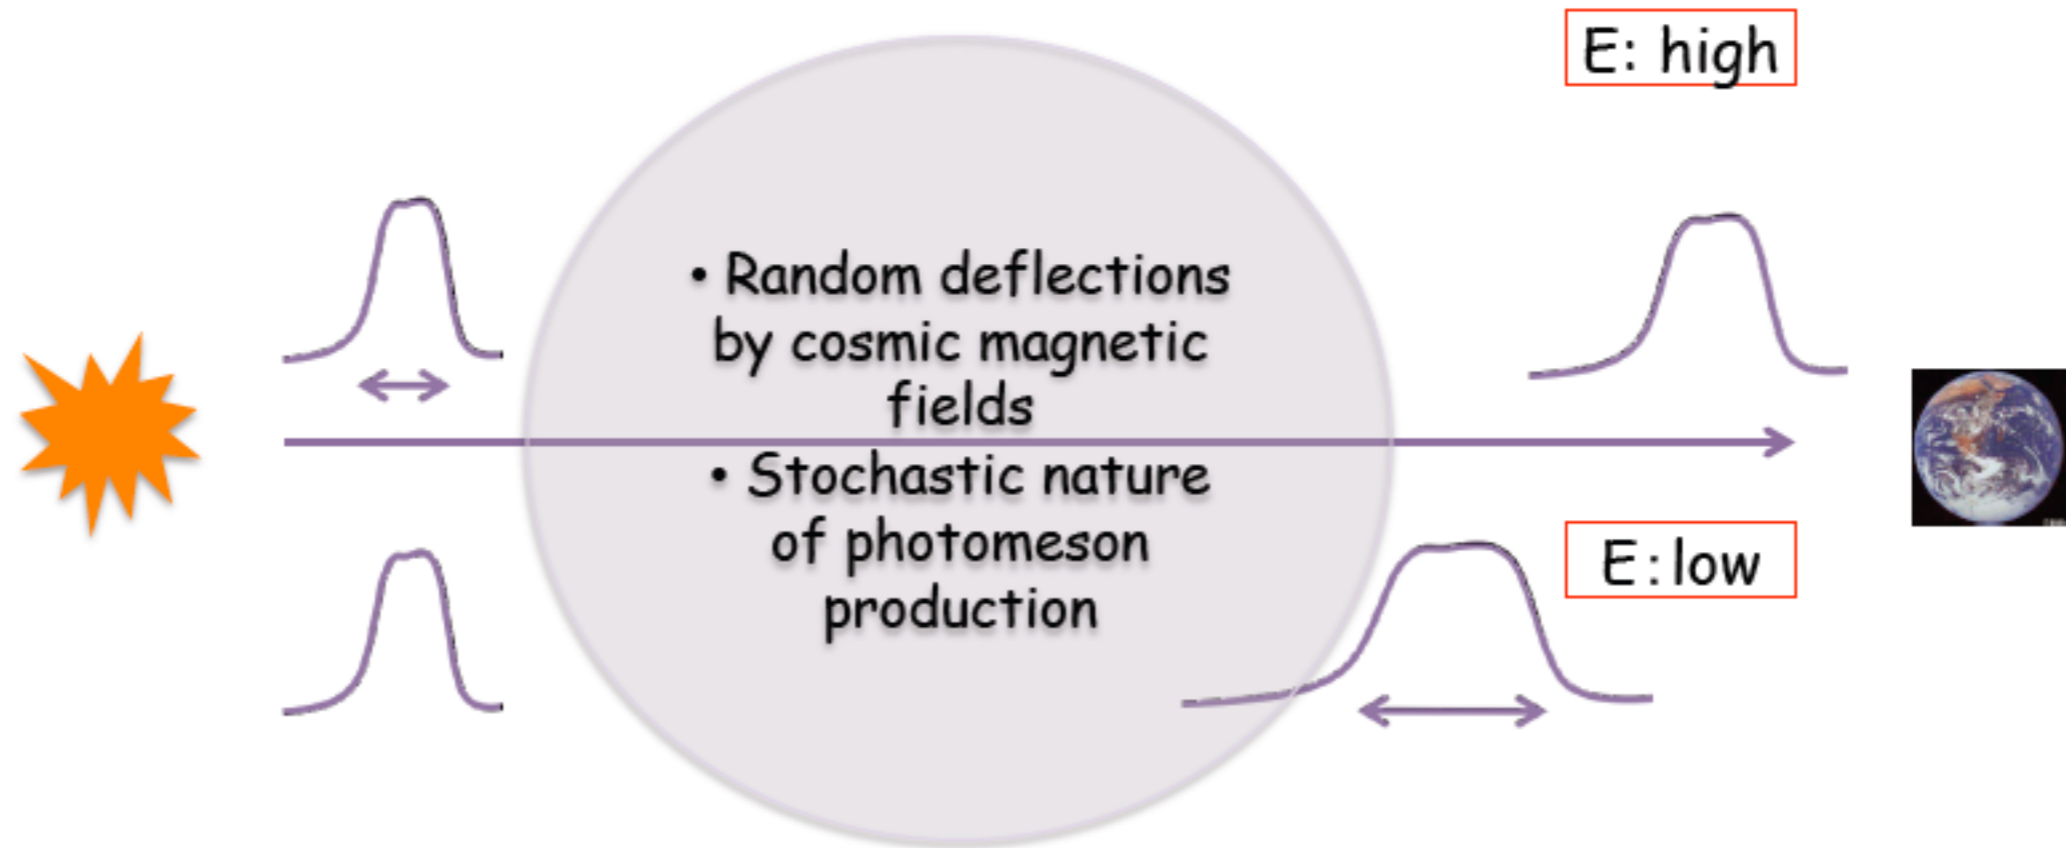 E: high
• Random deflections
by cosmic magnetic
fields
• Stochastic nature
of photomeson
production
E: low